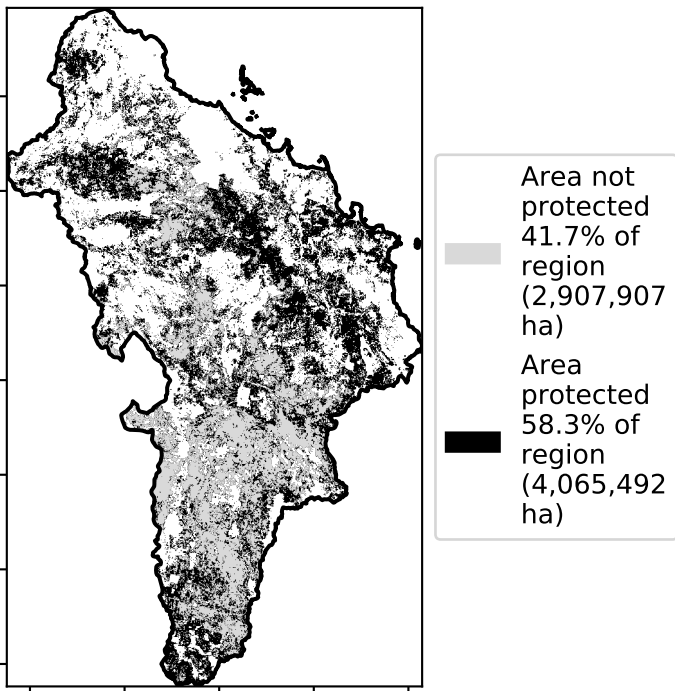 Area not
protected
41.7% of
region
(2,907,907
ha)
Area
protected
58.3% of
region
(4,065,492
ha)